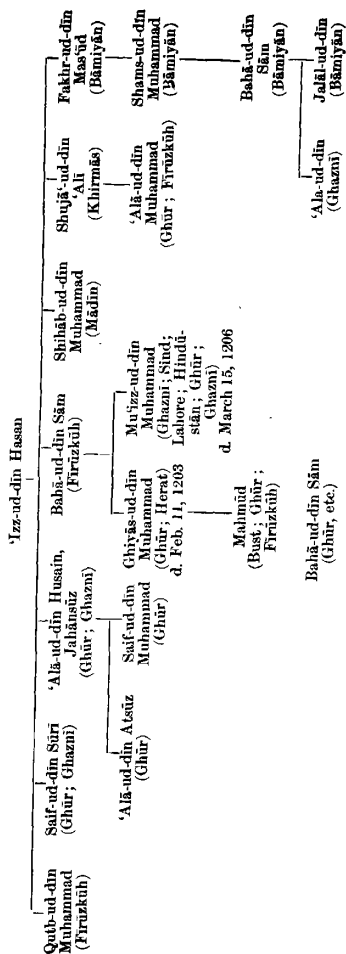 ‘Izz-ud-dīn Hasan
Qutb-ud-dīn
Muhammad
(Fīrūzkūh)
Saif-ud-dīn Sūrī
(Ghūr; Ghaznī)
‘Alā-ud-dīn Husain,
Jahānsūz
(Ghūr; Ghaznī)
Bahā-ud-dīn Sām
(Fīrūzkūh)
Shihāb-ud-dīn
Muhammad
(Mādīn)
Shujā‘-ud-dīn
‘Alī
(Khirmās)
Fakhr-ud-dīn
Mas‘ūd
(Bāmiyān)
‘Alā-ud-dīn Atsūz
(Ghūr)
Saif-ud-dīn
Muhammad
(Ghūr)
Ghiyās-ud-dīn
Muhammad
(Ghūr; Herat)
d. Feb. 11, 1203
Mu‘izz-ud-dīn
Muhammad
(Ghaznī; Sind;
Lahore; Hindū-
stān; Ghūr;
Ghaznī)
d. March 15, 1206
‘Alā-ud-dīn
Muhammad
(Ghūr; Fīrūzkūh)
Shams-ud-dīn
Muhammad
(Bāmiyān)
Mahmūd
(Bust; Ghūr;
Fīrūzkūh)
Bahā-ud-dīn
Sām
(Bāmiyān)
Bahā-ud-dīn Sām
(Ghūr, etc.)
‘Ala-ud-dīn
(Ghaznī)
Jalāl-ud-dīn
(Bāmiyān)